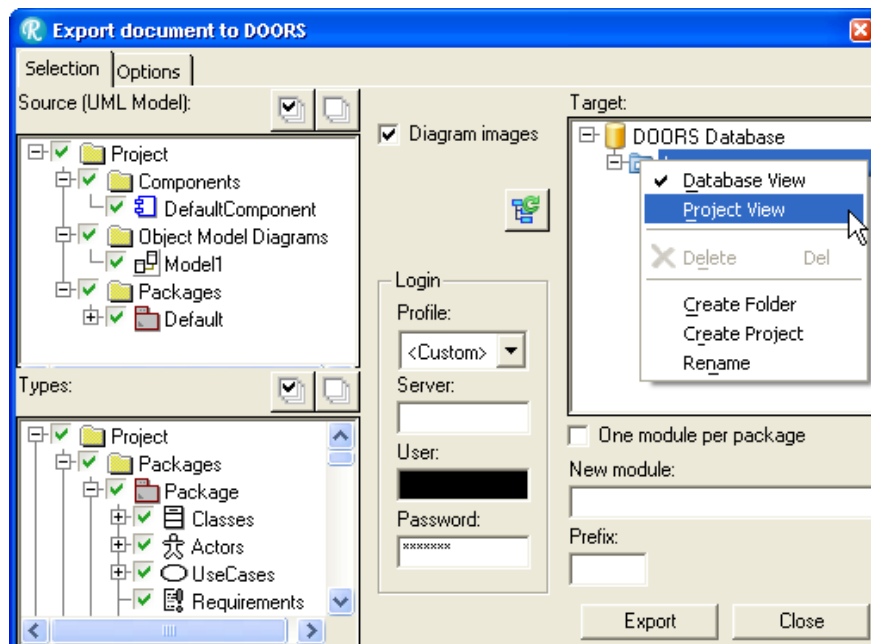 Export document to DOORS
Selection
Options
Source (UML Model):
Project
Components
DefaultComponent
Object Model Diagrams
Model1
Packages
Default
Types:
Project
Packages
Package
Classes
Actors
UseCases
Requirements
Diagram images
Login
Profile:
<Custom>
Server:
User:
Password:
×××××××
Target:
DOORS Database
Database View
Project View
Delete Del
Create Folder
Create Project
Rename
One module per package
New module:
Prefix:
Export
Close